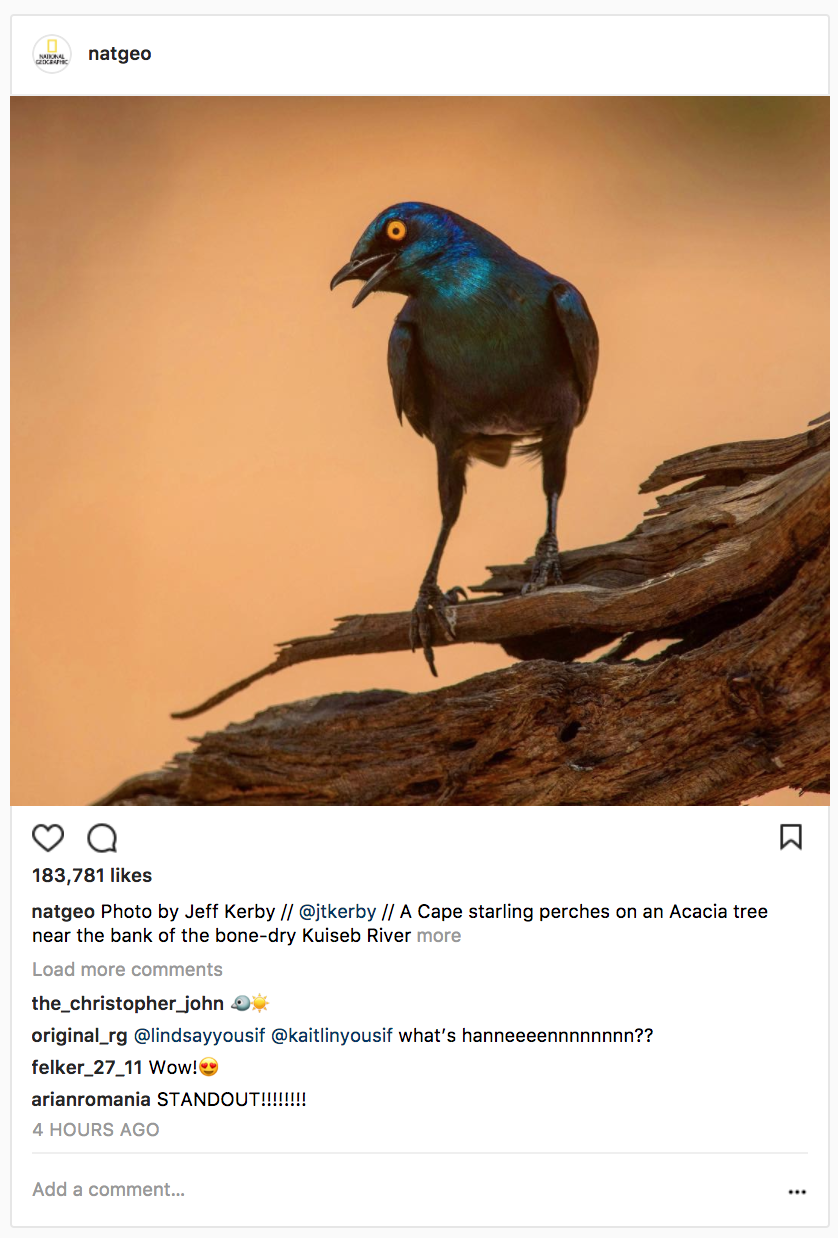 NATIONAL
GEOGRAPHIC
natgeo
183,781 likes
natgeo Photo by Jeff Kerby // @jtkerby // A Cape starling perches on an Acacia tree
near the bank of the bone-dry Kuiseb River more
Load more comments
the_christopher_john 🐦☀️
original_rg @lindsayyousif @kaitlinyousif what's hanneeeennnnnnnn??
felker_27_11 Wow!😍
arianromania STANDOUT!!!!!!!!
4 HOURS AGO
Add a comment...